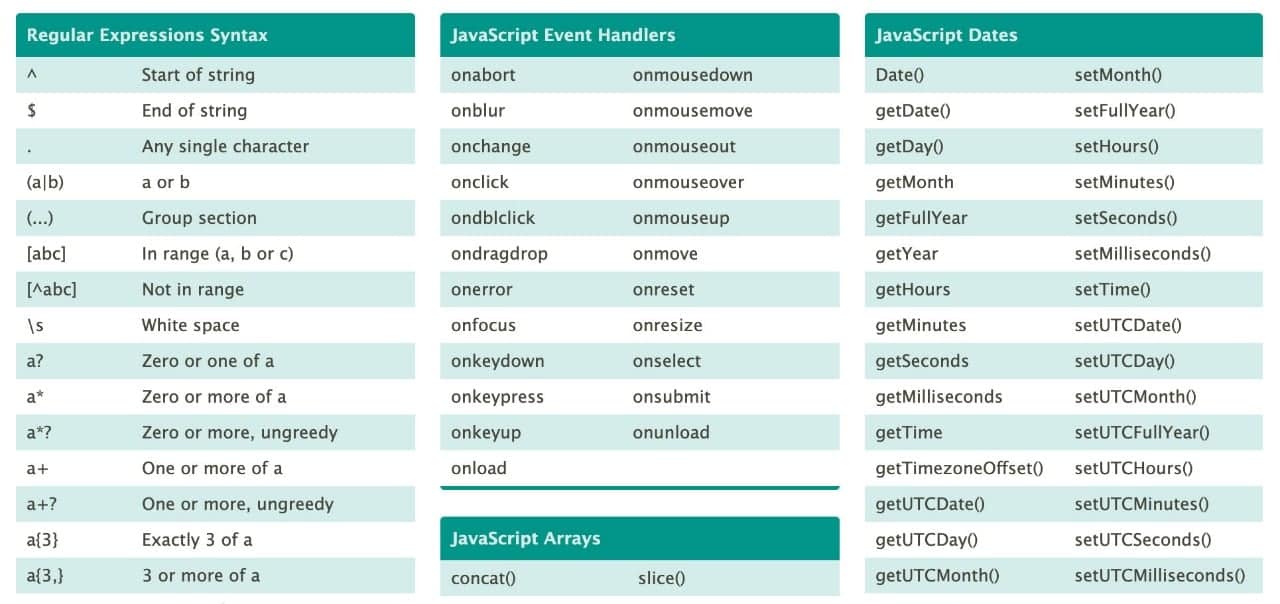 Regular Expressions Syntax
^ Start of string
$ End of string
. Any single character
(a|b) a or b
(...) Group section
[abc] In range (a, b or c)
[^abc] Not in range
\s White space
a? Zero or one of a
a* Zero or more of a
a*? Zero or more, ungreedy
a+ One or more of a
a+? One or more, ungreedy
a{3} Exactly 3 of a
a{3,} 3 or more of a
JavaScript Event Handlers
onabort onmousedown
onblur onmousemove
onchange onmouseout
onclick onmouseover
ondblclick onmouseup
ondragdrop onmove
onerror onreset
onfocus onresize
onkeydown onselect
onkeypress onsubmit
onkeyup onunload
onload
JavaScript Arrays
concat() slice()
JavaScript Dates
Date() setMonth()
getDate() setFullYear()
getDay() setHours()
getMonth setMinutes()
getFullYear setSeconds()
getYear setMilliseconds()
getHours setTime()
getMinutes setUTCDate()
getSeconds setUTCDay()
getMilliseconds setUTCMonth()
getTime setUTCFullYear()
getTimezoneOffset() setUTCHours()
getUTCDate() setUTCMinutes()
getUTCDay() setUTCSeconds()
getUTCMonth() setUTCMilliseconds()